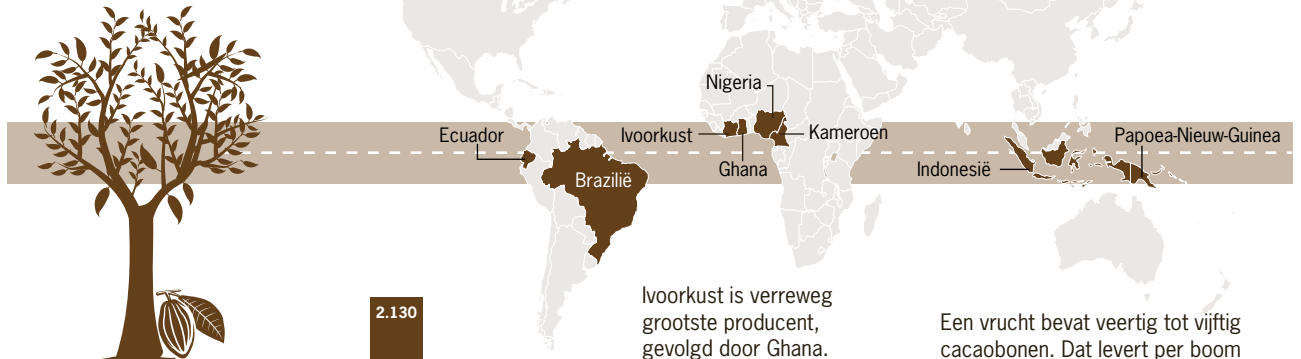 Nigeria
Ecuador
Ivoorkust
Kameroen
Papoea-Nieuw-Guinea
Ghana
Indonesië
Brazilië
2.130
Ivoorkust is verreweg
grootste producent,
gevolgd door Ghana.
Een vrucht bevat veertig tot vijftig
cacaobonen. Dat levert per boom